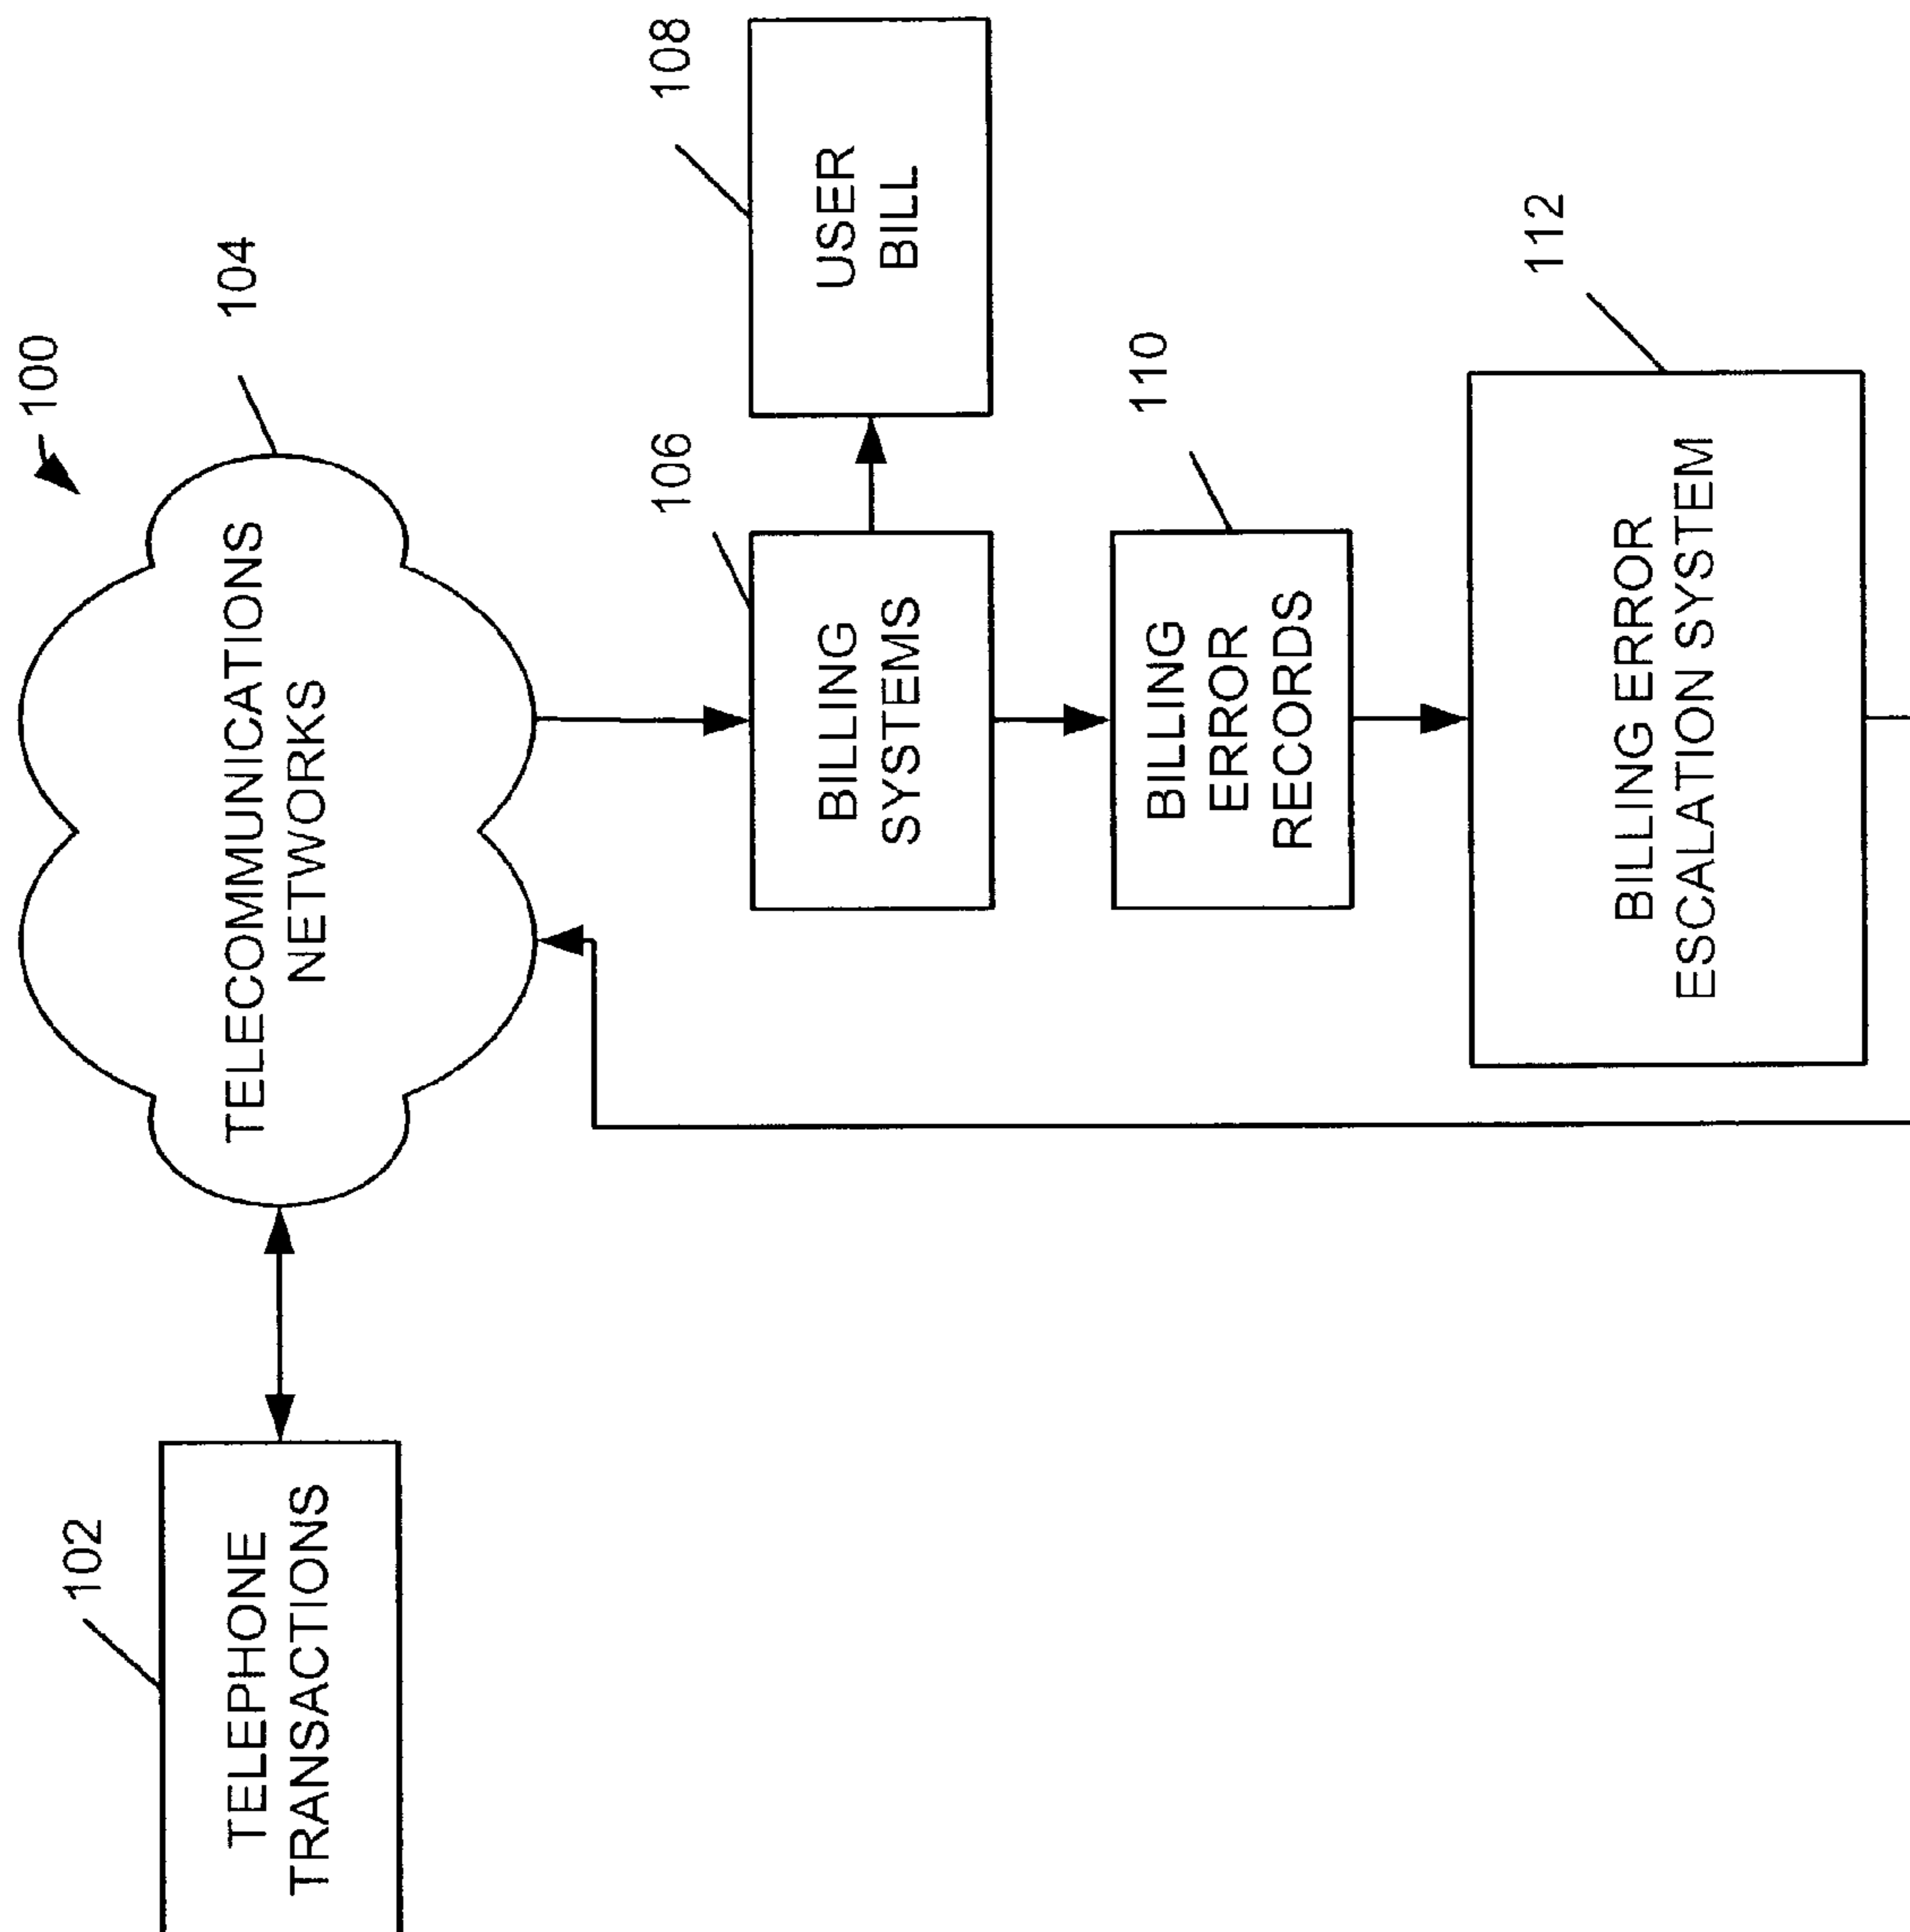 100
102
TELEPHONE
TRANSACTIONS
104
TELECOMMUNICATIONS
NETWORKS
106
BILLING
SYSTEMS
108
USER
BILL
110
BILLING
ERROR
RECORDS
112
BILLING ERROR
ESCALATION SYSTEM